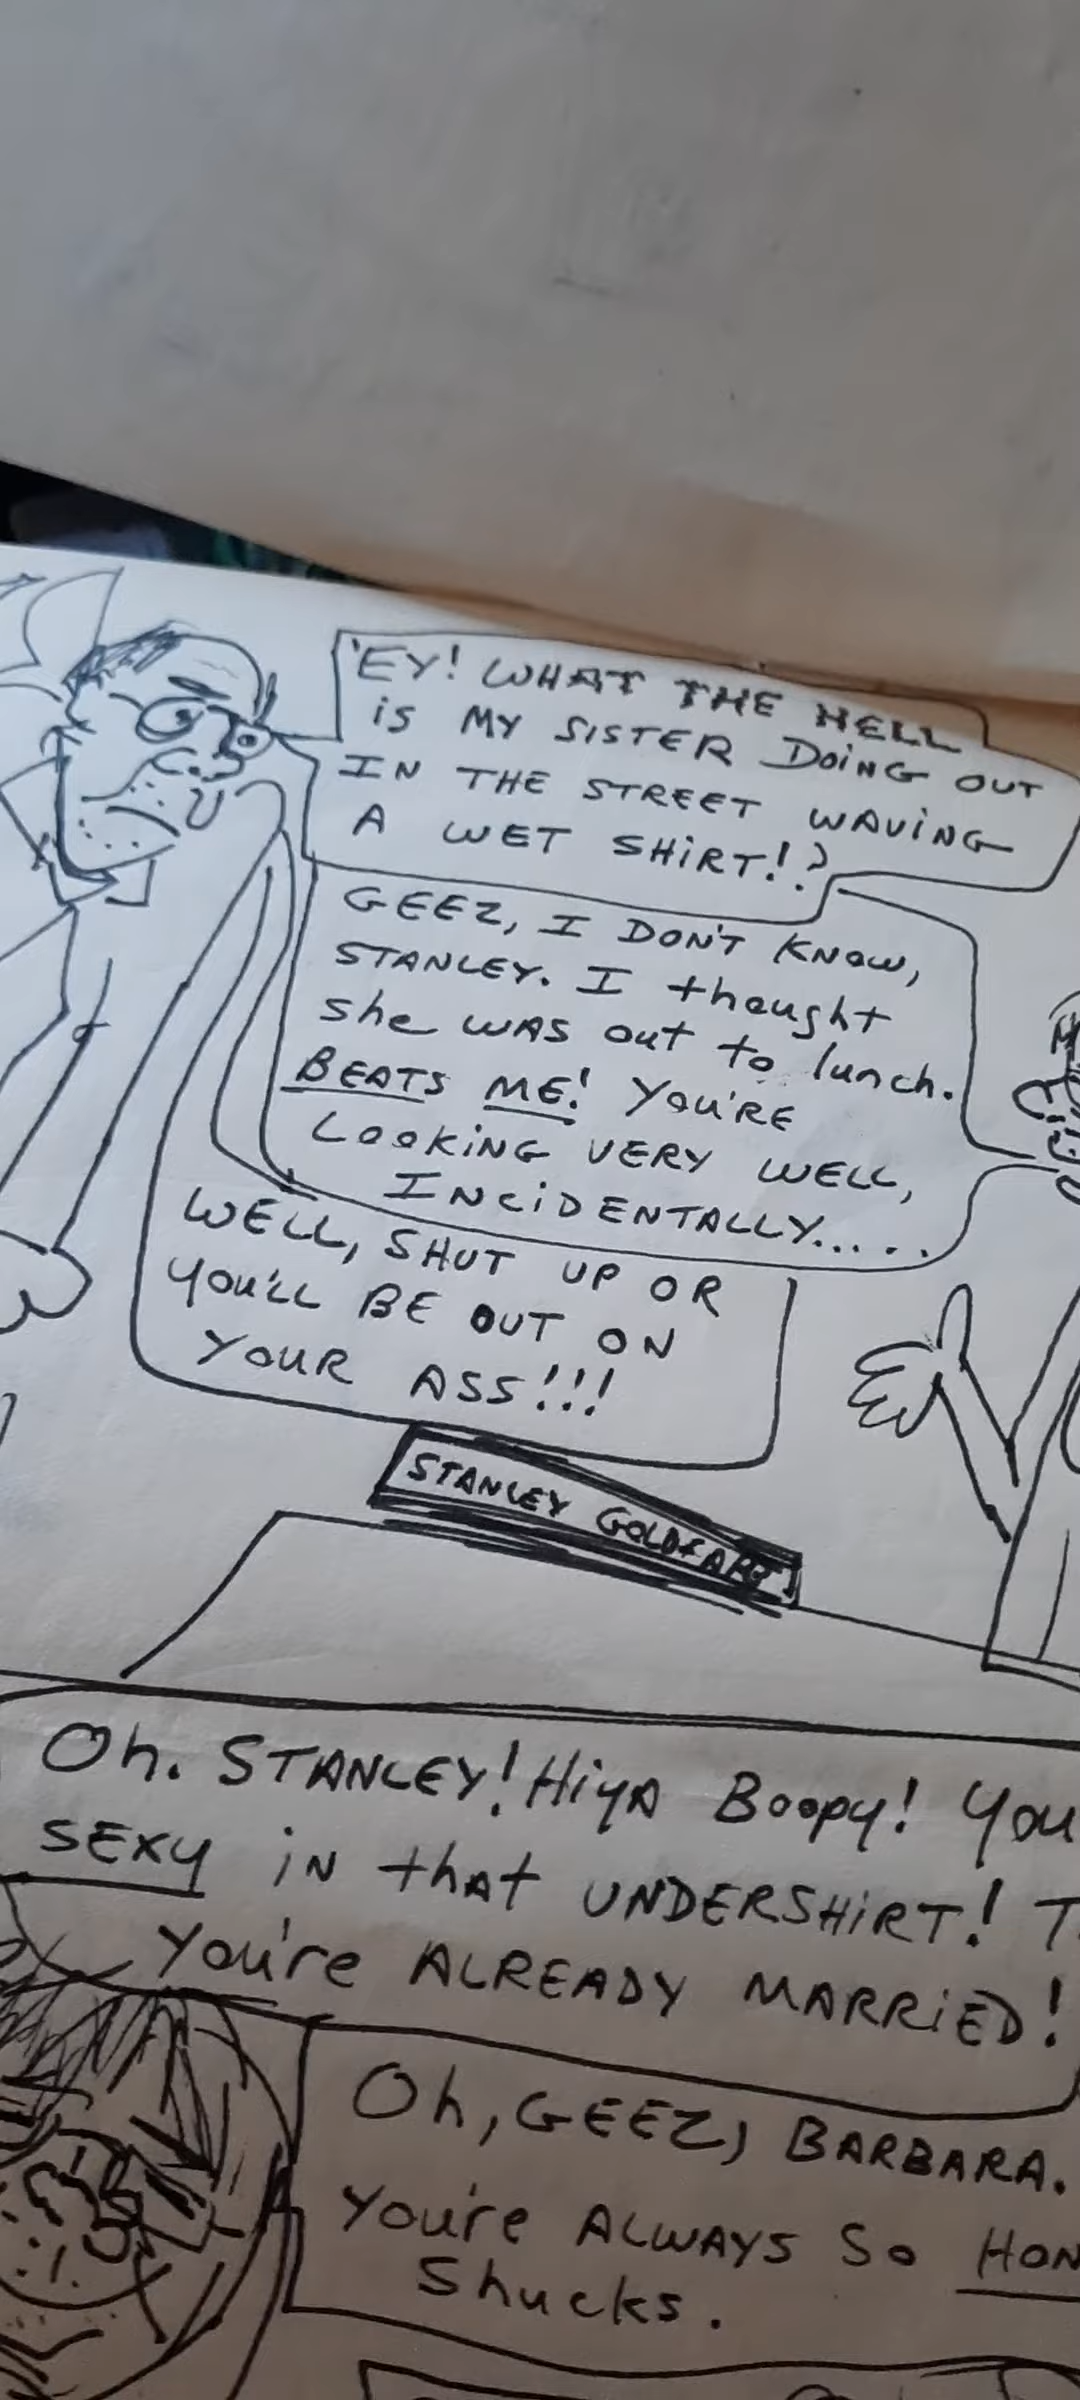 'EY! WHAT THE HELL
iS MY SISTER DOiNG OUT
IN THE STREET WAViNG
A WET SHiRT!?
GEEZ, I DON'T KNOW,
STANLEY. I thought
she WAS out to lunch.
BEATS ME! YOU'RE
LOOKiNG VERY WELL,
INCiDENTALLY.....
WELL, SHUT UP OR
YOU'LL BE OUT ON
YOUR ASS!!!
STANLEY GOLDFARB
Oh. STANLEY! HiYA Boopy! You
SEXY iN thAt UNDERSHiRT!
You're ALREADY MARRiED!
Oh, GEEZ, BARBARA.
You're ALWAYS So
Shucks.